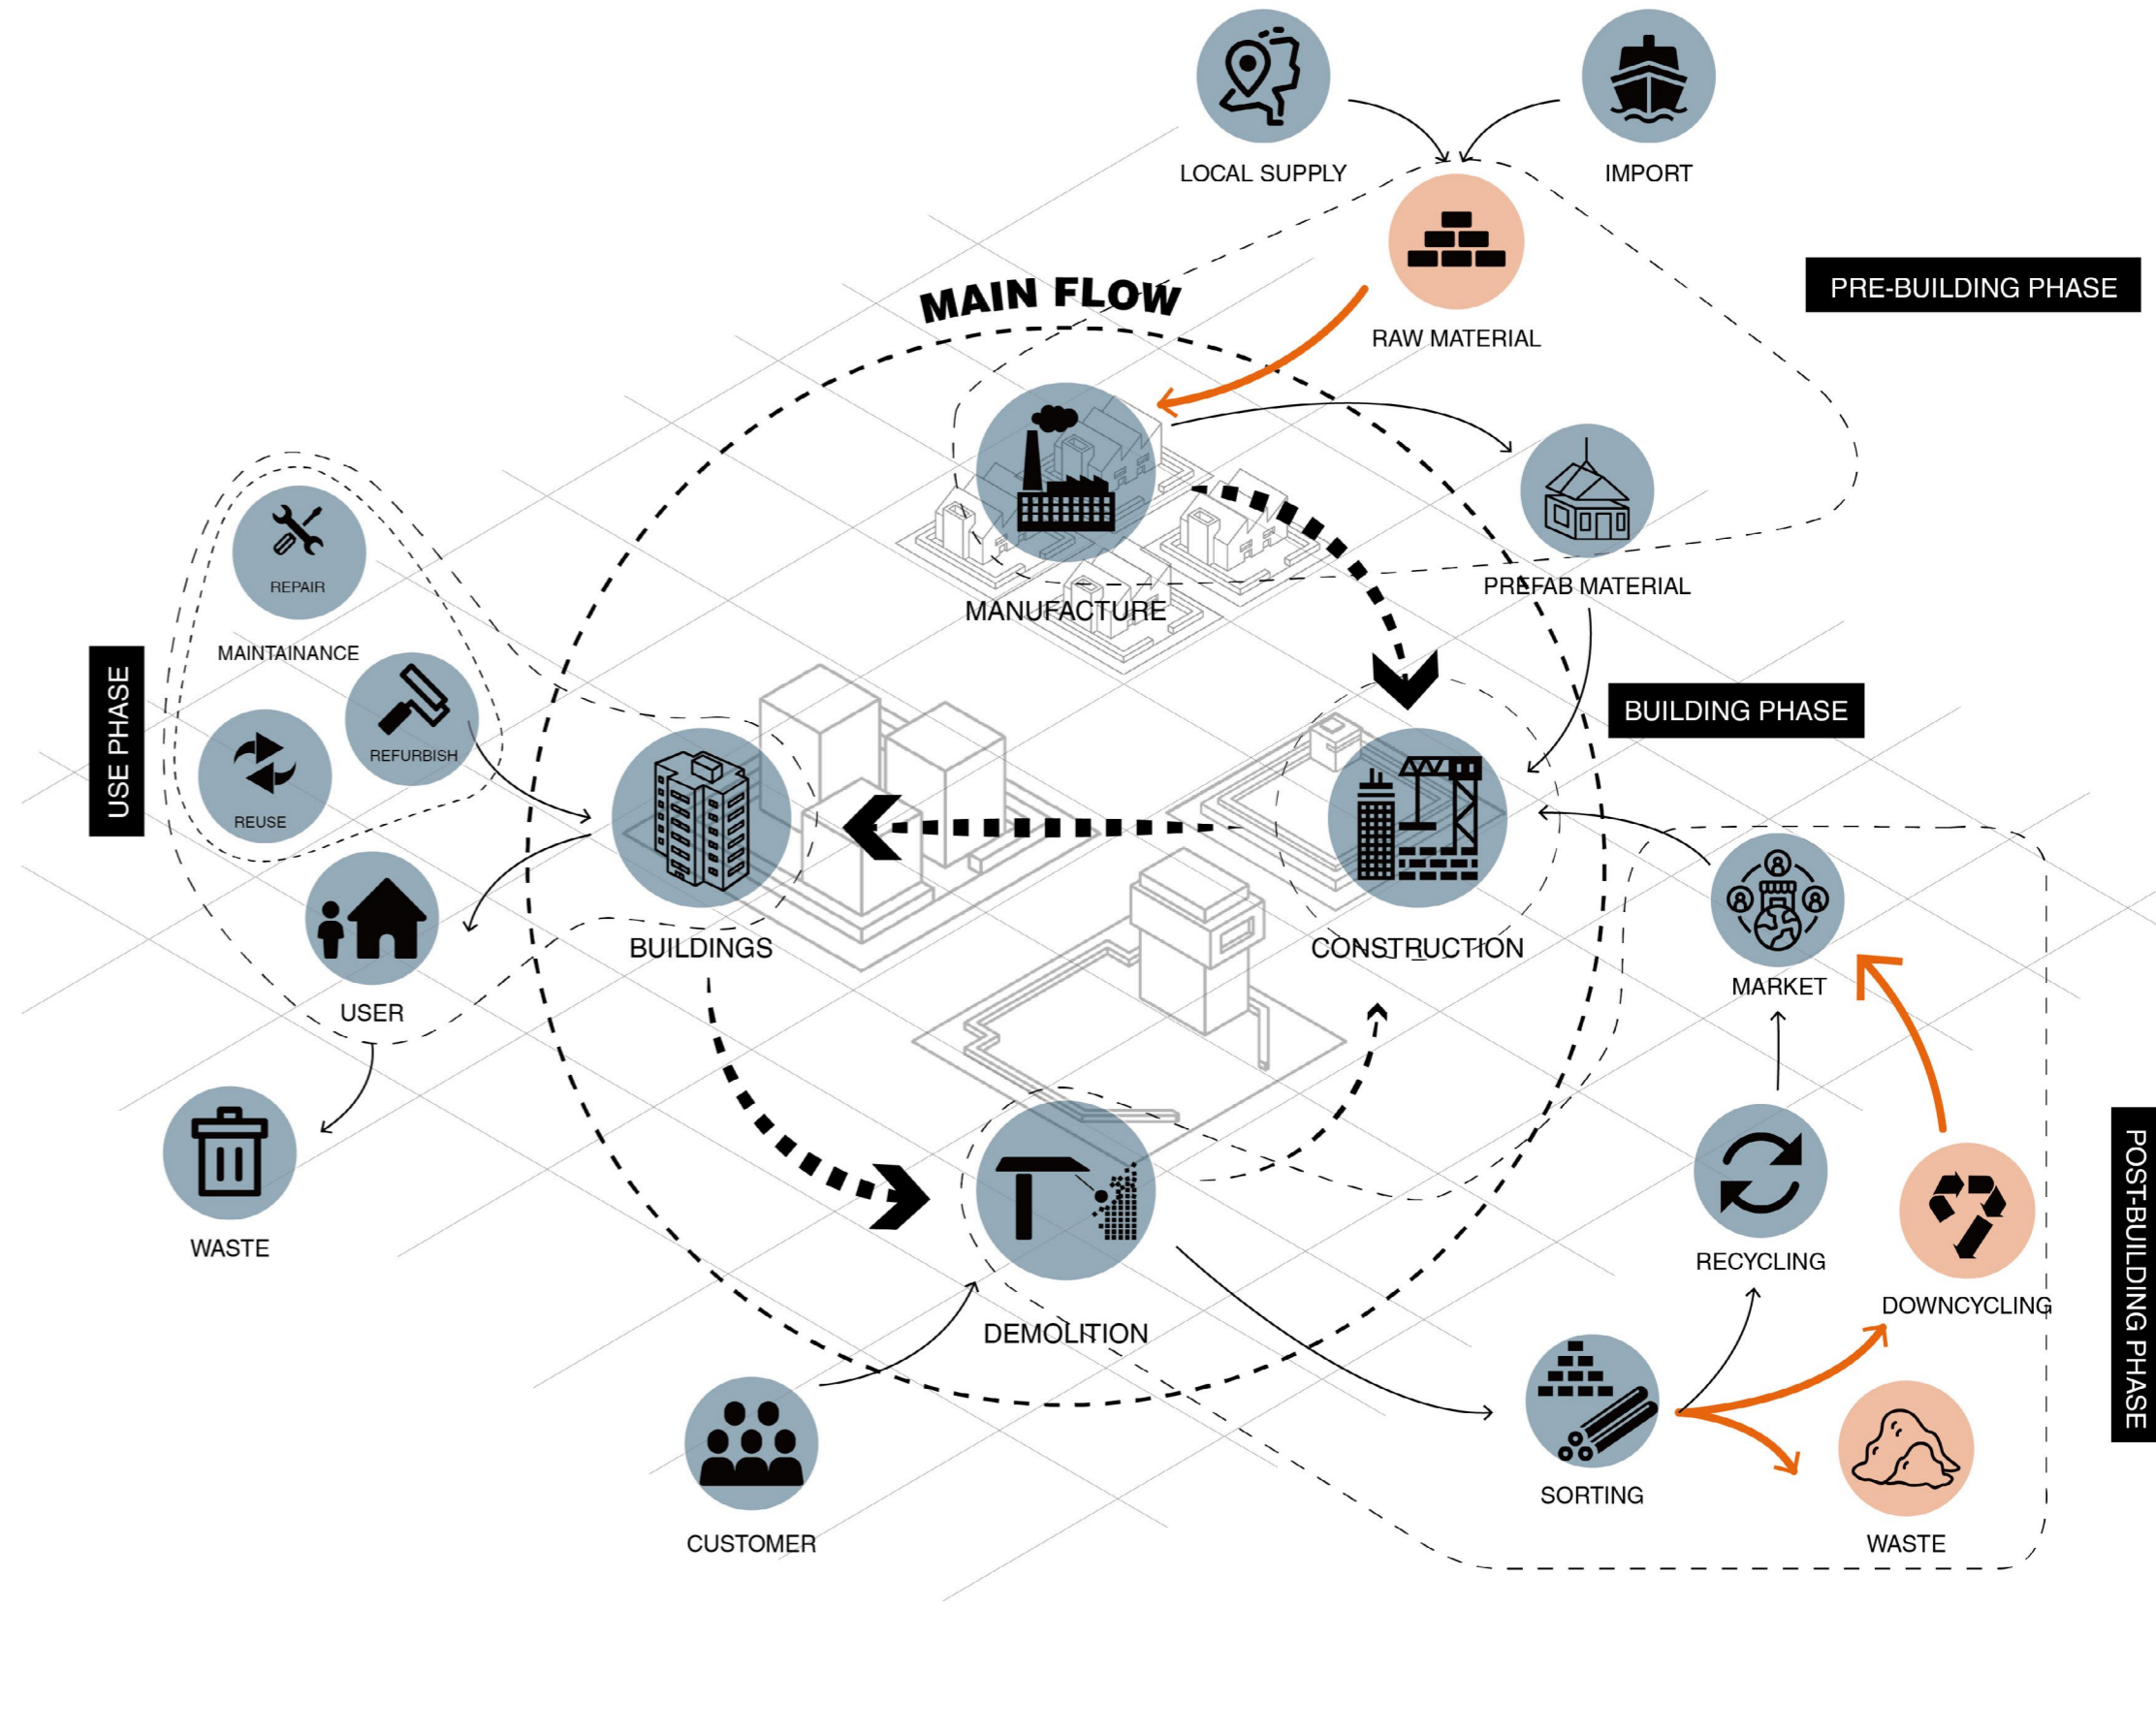 LOCAL SUPPLY
IMPORT
PRE-BUILDING PHASE
RAW MATERIAL
MAIN FLOW
MANUFACTURE
PREFAB MATERIAL
REPAIR
MAINTAINANCE
REFURBISH
REUSE
USE PHASE
BUILDING PHASE
BUILDINGS
CONSTRUCTION
MARKET
USER
WASTE
RECYCLING
DOWNCYCLING
POST-BUILDING PHASE
DEMOLITION
SORTING
CUSTOMER
WASTE